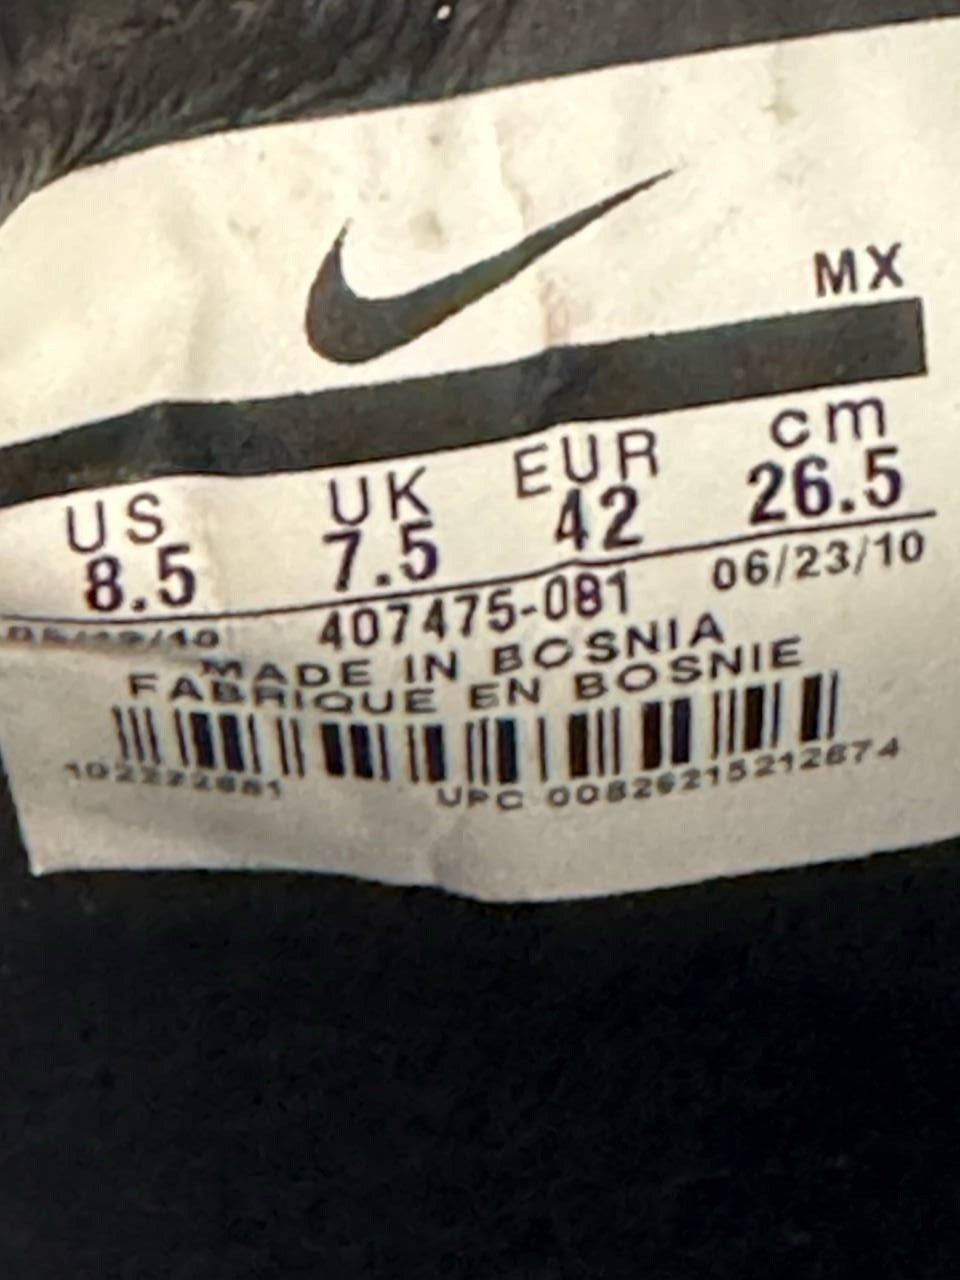 MX
US UK EUR cm
8.5 7.5 42 26.5
407475-081 06/23/10
MADE IN BOSNIA
FABRIQUE EN BOSNIE
UPC 00826215212674